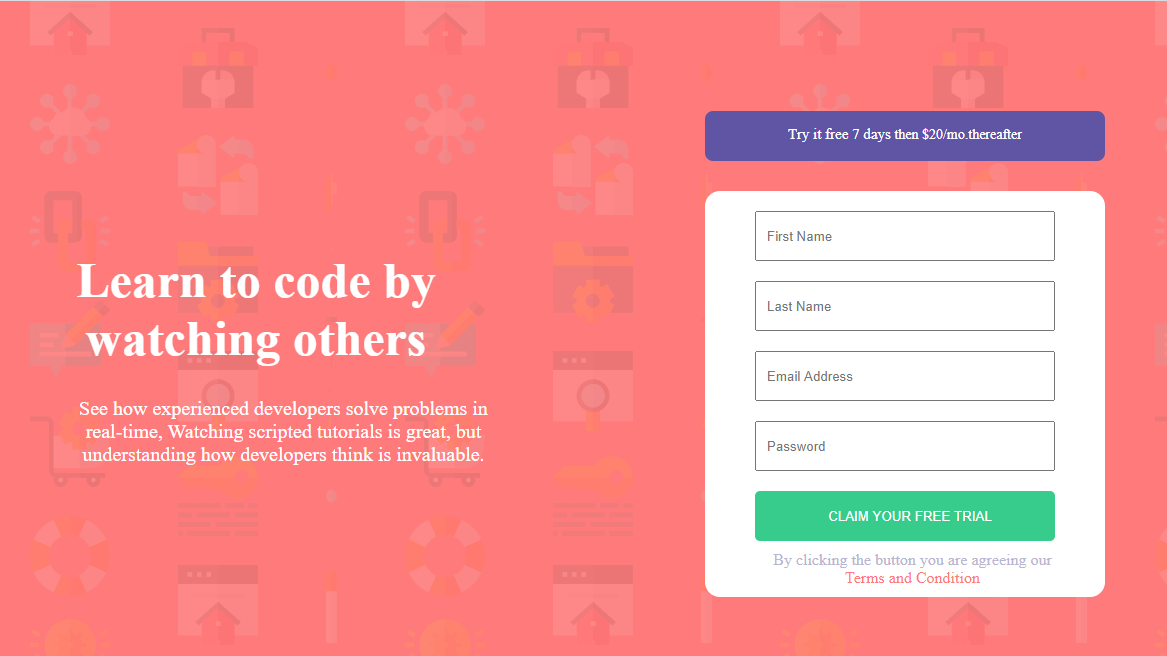 Learn to code by
watching others
See how experienced developers solve problems in
real-time, Watching scripted tutorials is great, but
understanding how developers think is invaluable.
Try it free 7 days then $20/mo.thereafter
First Name
Last Name
Email Address
Password
CLAIM YOUR FREE TRIAL
By clicking the button you are agreeing our
Terms and Condition